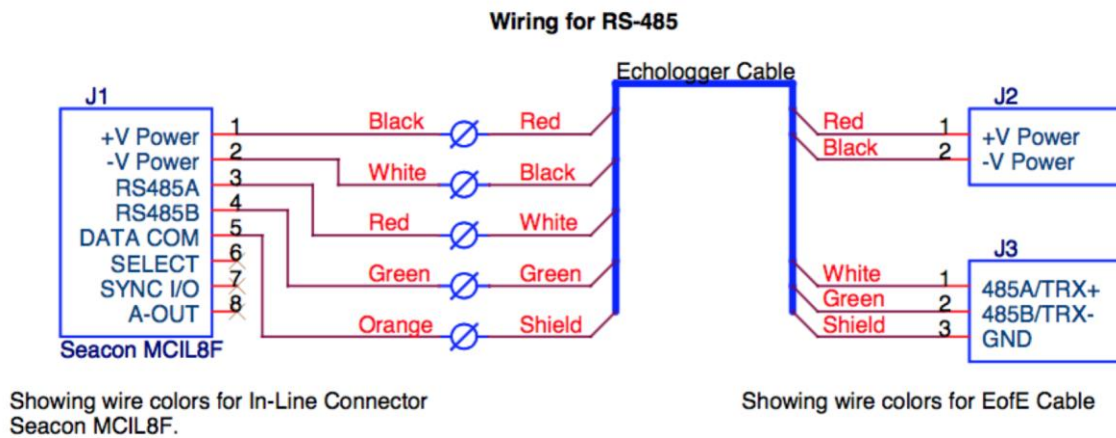 Wiring for RS-485
Echologger Cable
J1
+V Power 1 Black Red
-V Power 2 White Black
RS485A 3 Red White
RS485B 4 Green Green
DATA COM 5 Orange Shield
SELECT 6
SYNC I/O 7
A-OUT 8
Seacon MCIL8F
J2
Red 1 +V Power
Black 2 -V Power
J3
White 1 485A/TRX+
Green 2 485B/TRX-
Shield 3 GND
Showing wire colors for In-Line Connector
Seacon MCIL8F.
Showing wire colors for EofE Cable